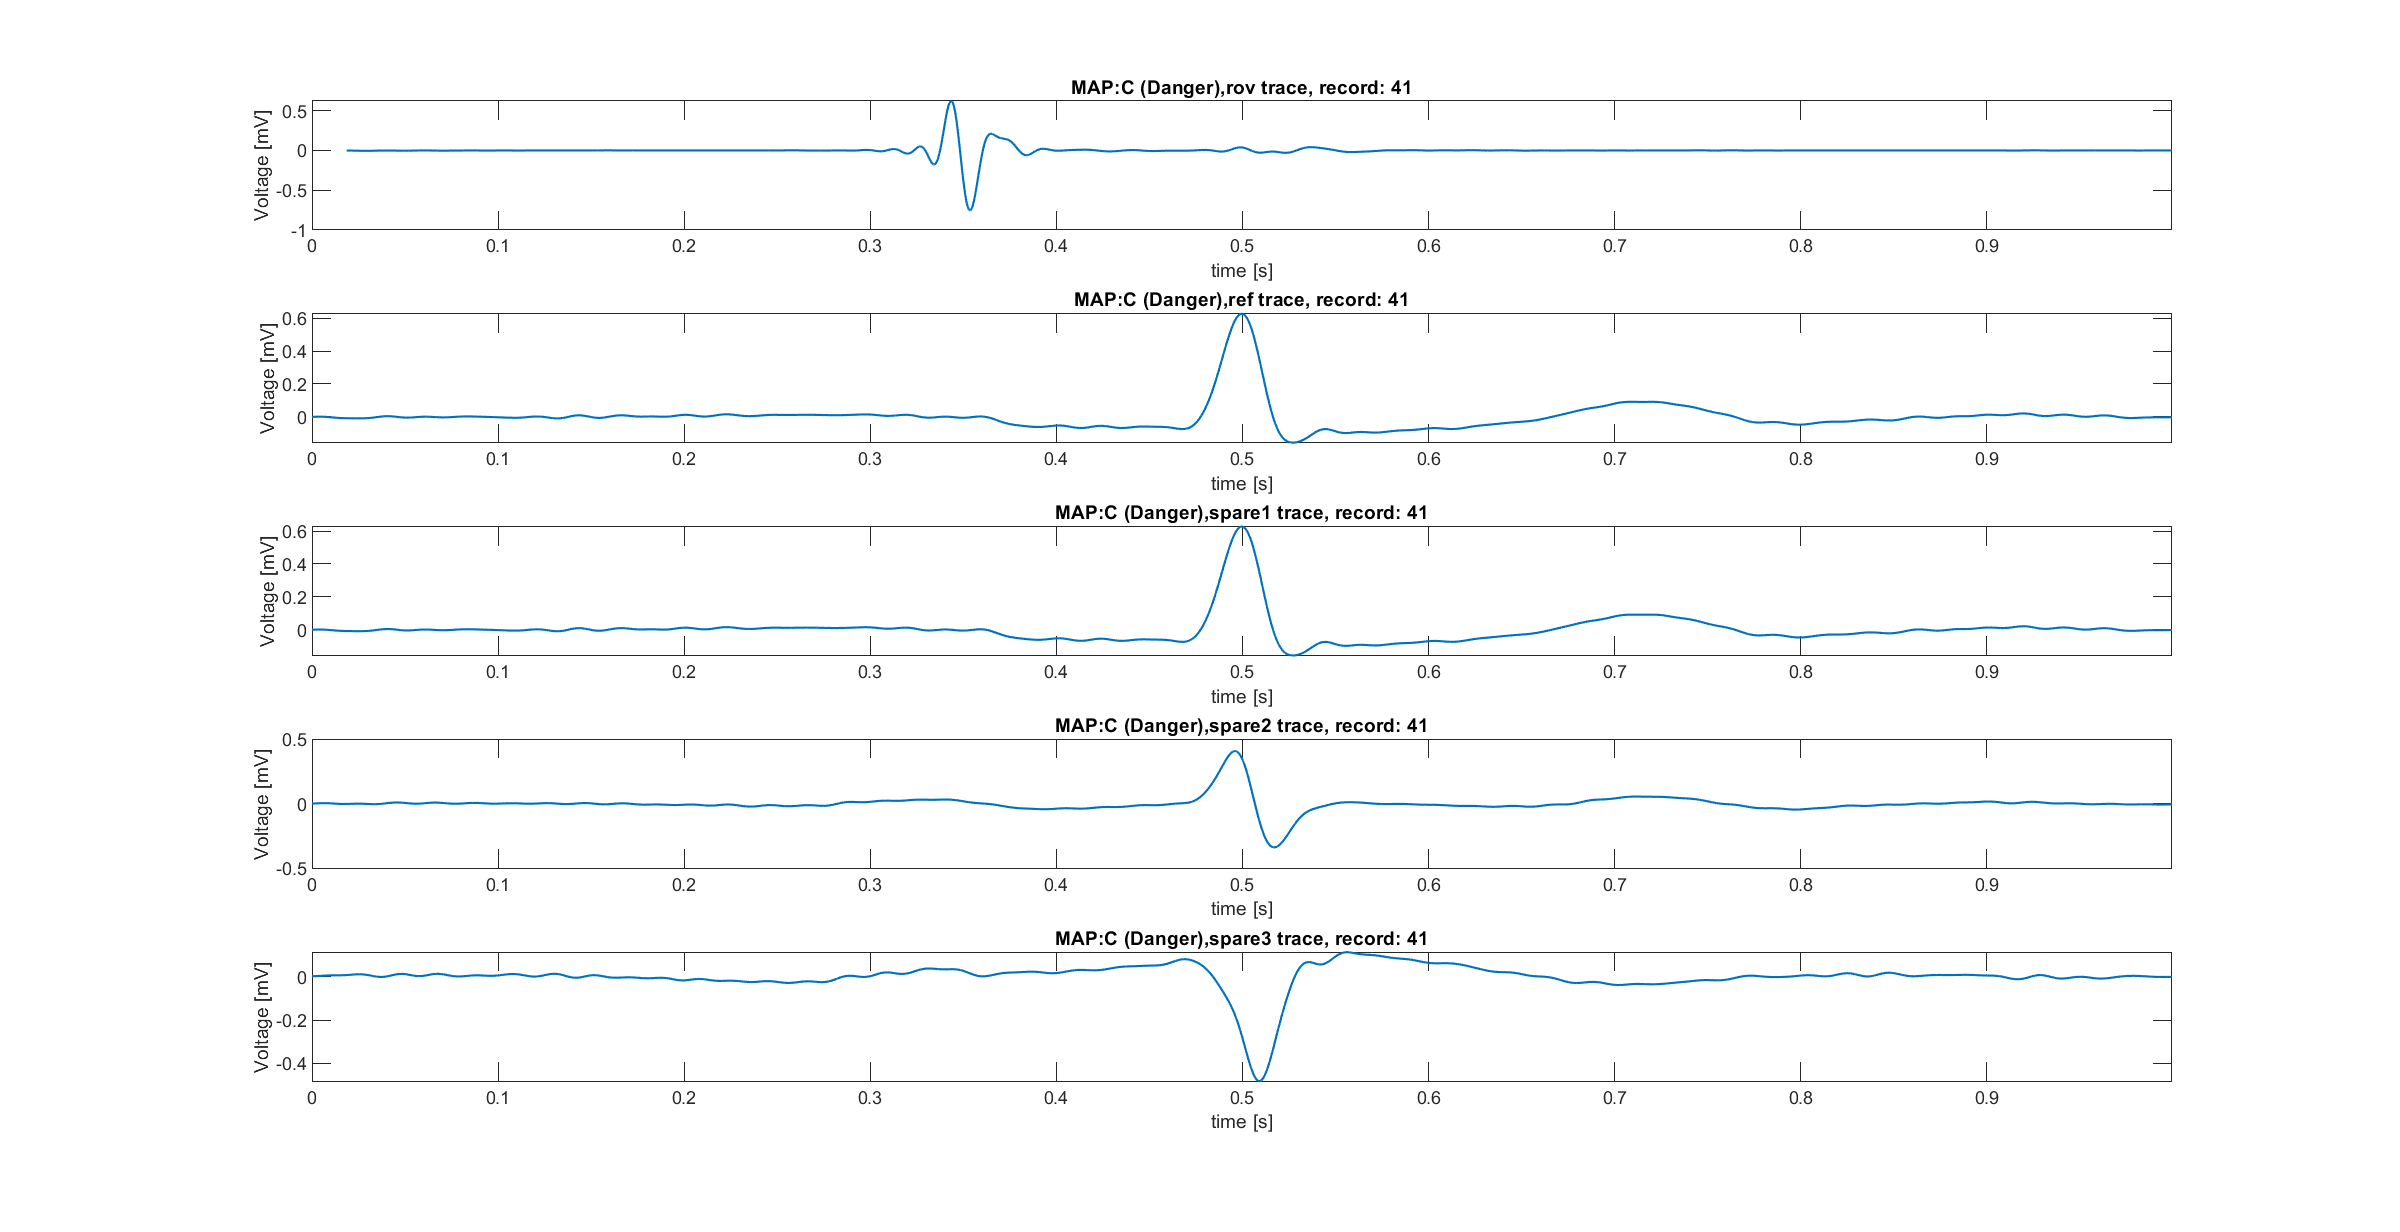 MAP:C (Danger),rov trace, record: 41
Voltage [mV]
0.5
0
-0.5
-1
0 0.1 0.2 0.3 0.4 0.5 0.6 0.7 0.8 0.9
time [s]
MAP:C (Danger),ref trace, record: 41
Voltage [mV]
0.6
0.4
0.2
0
0 0.1 0.2 0.3 0.4 0.5 0.6 0.7 0.8 0.9
time [s]
MAP:C (Danger),spare1 trace, record: 41
Voltage [mV]
0.6
0.4
0.2
0
0 0.1 0.2 0.3 0.4 0.5 0.6 0.7 0.8 0.9
time [s]
MAP:C (Danger),spare2 trace, record: 41
Voltage [mV]
0.5
0
-0.5
0 0.1 0.2 0.3 0.4 0.5 0.6 0.7 0.8 0.9
time [s]
MAP:C (Danger),spare3 trace, record: 41
Voltage [mV]
0
-0.2
-0.4
0 0.1 0.2 0.3 0.4 0.5 0.6 0.7 0.8 0.9
time [s]